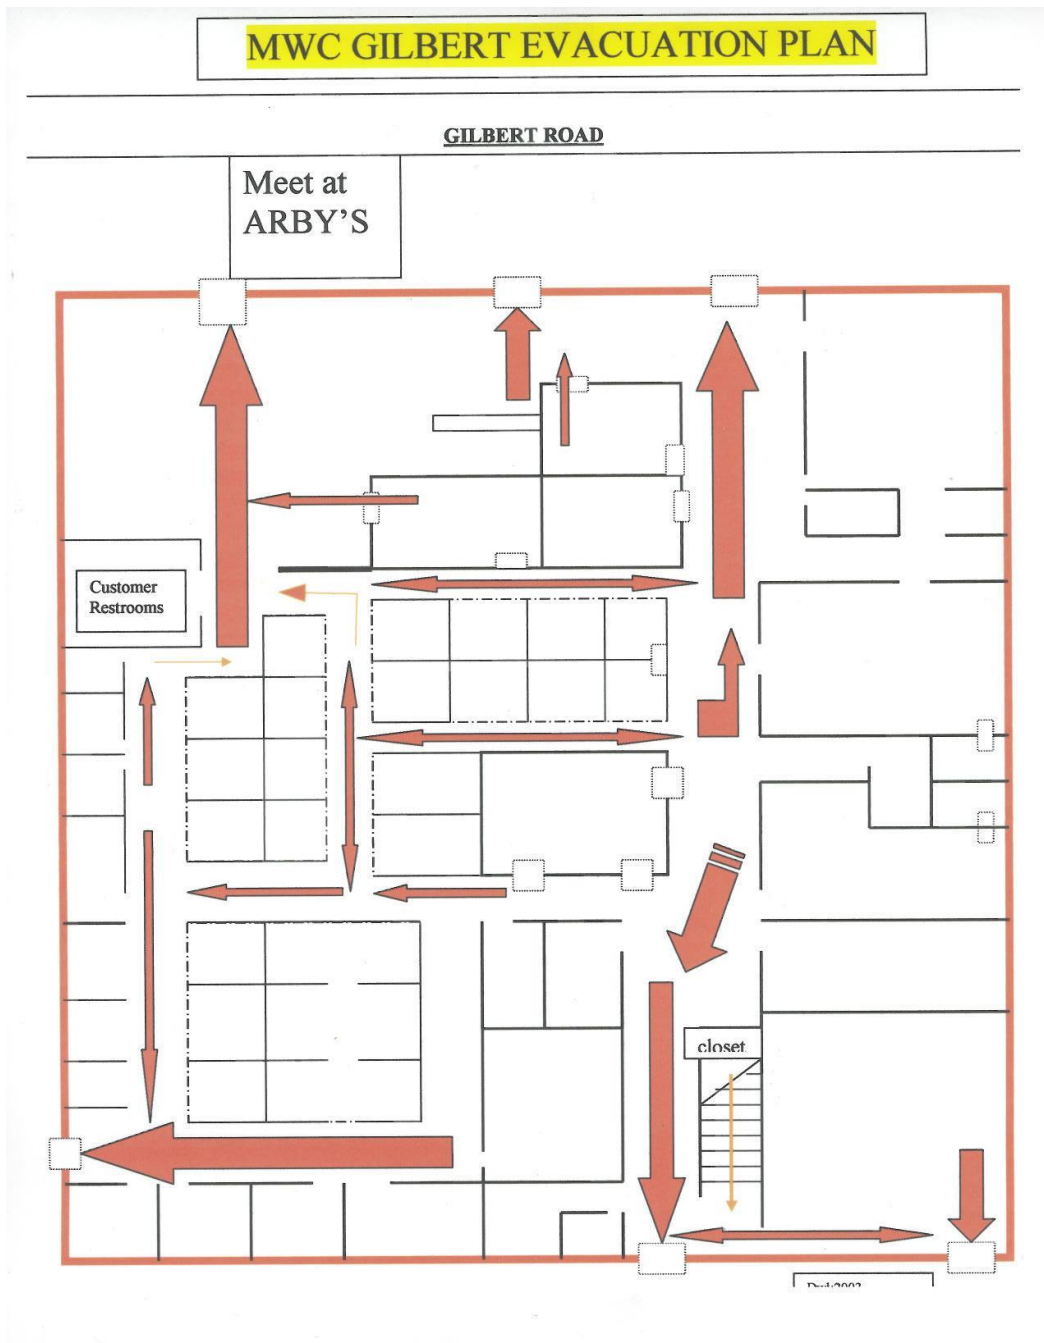 MWC GILBERT EVACUATION PLAN
GILBERT ROAD
Meet at
ARBY'S
Customer
Restrooms
closet